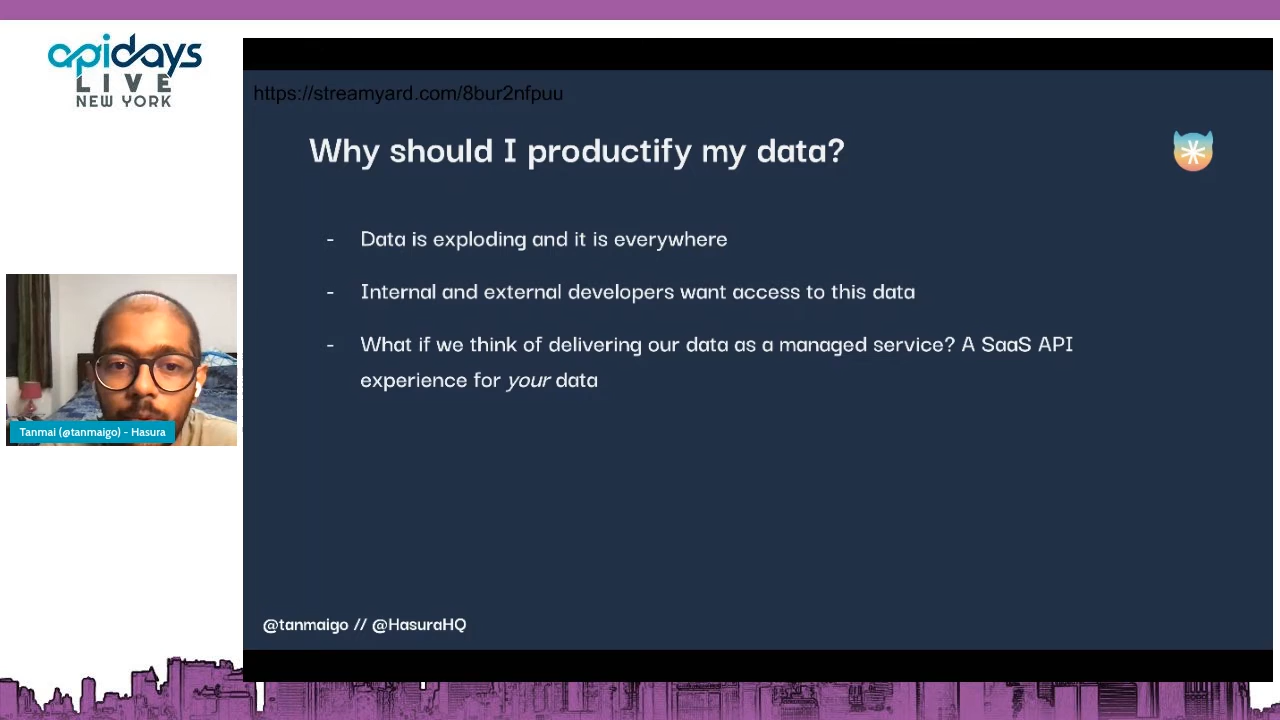 apidays
LIVE
NEW YORK
https://streamyard.com/8bur2nfpuu
Why should I productify my data?
- Data is exploding and it is everywhere
- Internal and external developers want access to this data
- What if we think of delivering our data as a managed service? A SaaS API
experience for your data
Tanmai (@tanmaigo) - Hasura
@tanmaigo // @HasuraHQ